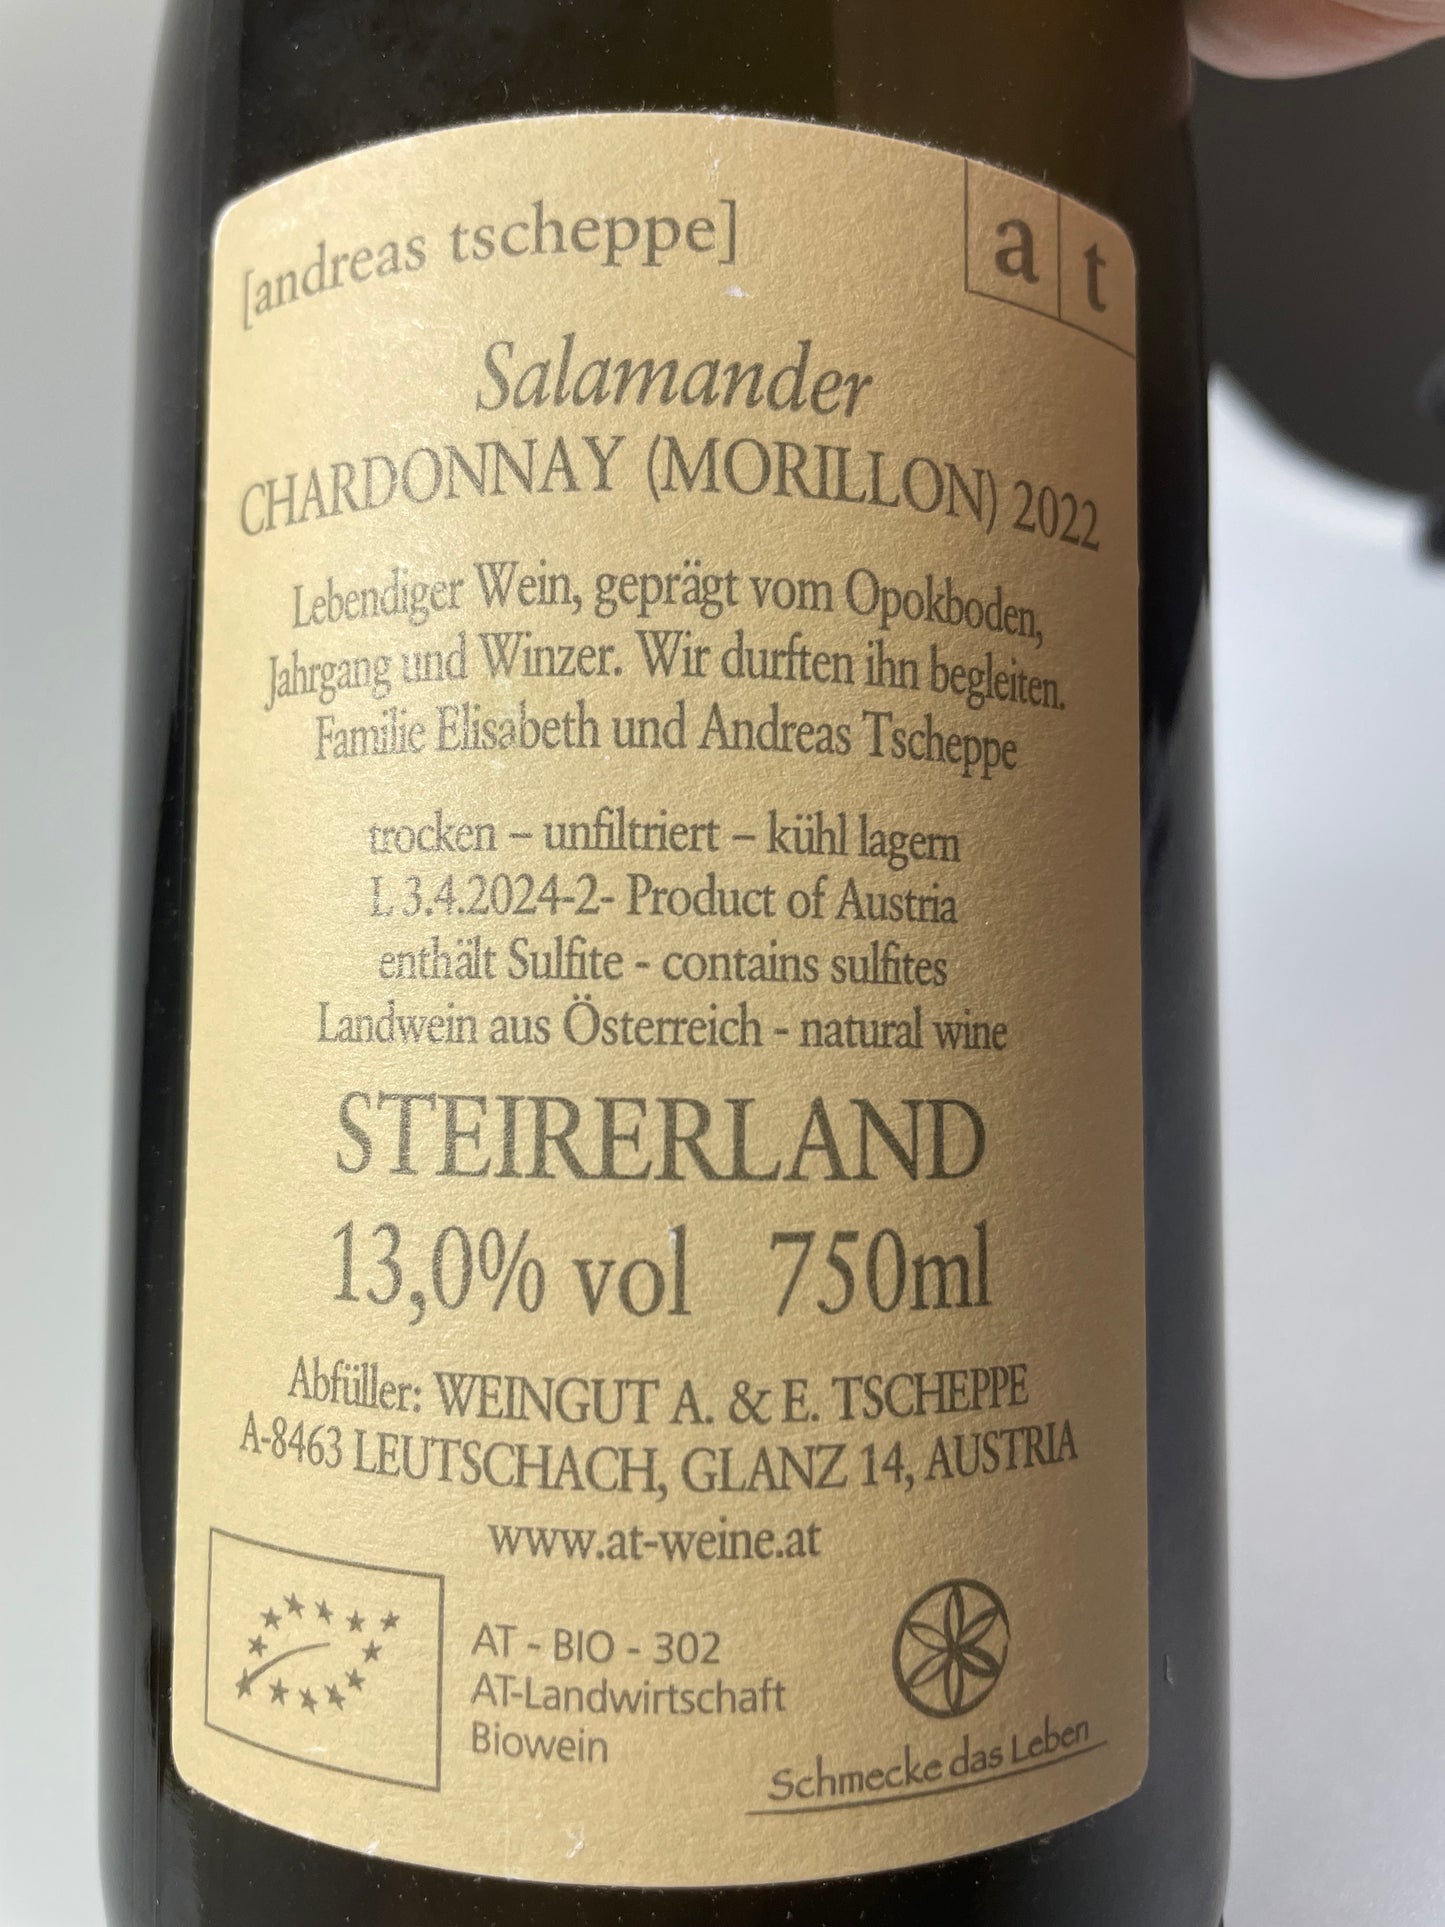 [andreas tscheppe]
a t
Salamander
CHARDONNAY (MORILLON) 2022
Lebendiger Wein, geprägt vom Opokboden,
Jahrgang und Winzer. Wir durften ihn begleiten.
Familie Elisabeth und Andreas Tscheppe
trocken – unfiltriert – kühl lagern
L 3.4.2024-2- Product of Austria
enthält Sulfite - contains sulfites
Landwein aus Österreich - natural wine
STEIRERLAND
13,0% vol 750ml
Abfüller: WEINGUT A. & E. TSCHEPPE
A-8463 LEUTSCHACH, GLANZ 14, AUSTRIA
www.at-weine.at
AT - BIO - 302
AT-Landwirtschaft
Biowein
Schmecke das Leben